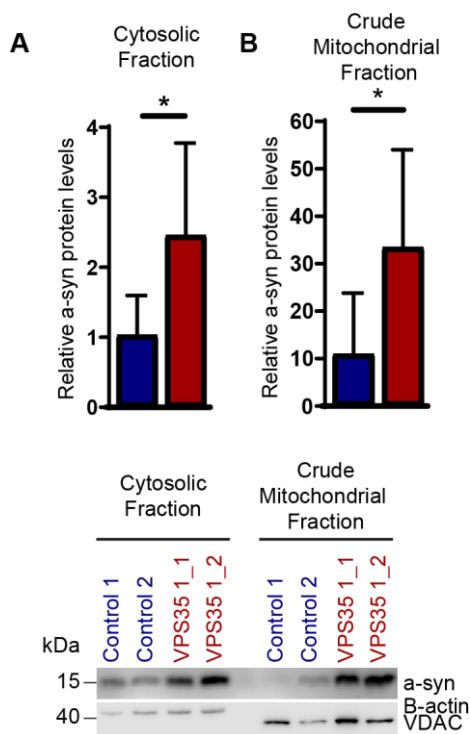 A
Cytosolic
Fraction
*
Relative a-syn protein levels
4
3
2
1
0
B
Crude
Mitochondrial
Fraction
*
Relative a-syn protein levels
60
50
40
30
20
10
0
Cytosolic
Fraction
Crude
Mitochondrial
Fraction
Control 1
Control 2
VPS35 1_1
VPS35 1_2
Control 1
Control 2
VPS35 1_1
VPS35 1_2
kDa
15
a-syn
B-actin
40
VDAC